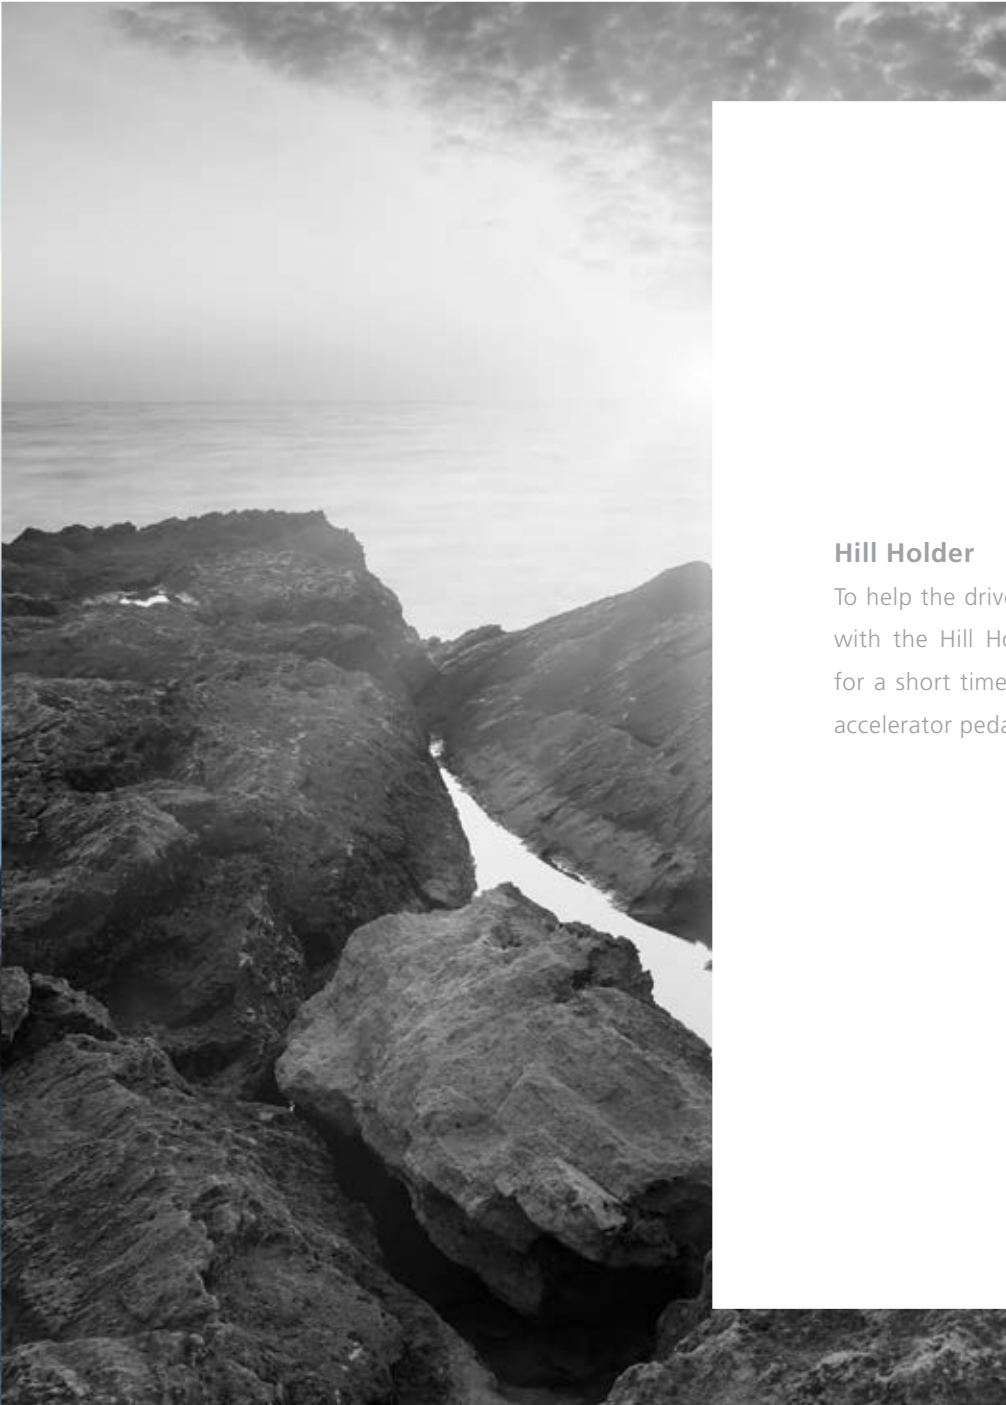 Hill Holder
To help the drive
with the Hill Ho
for a short time
accelerator peda